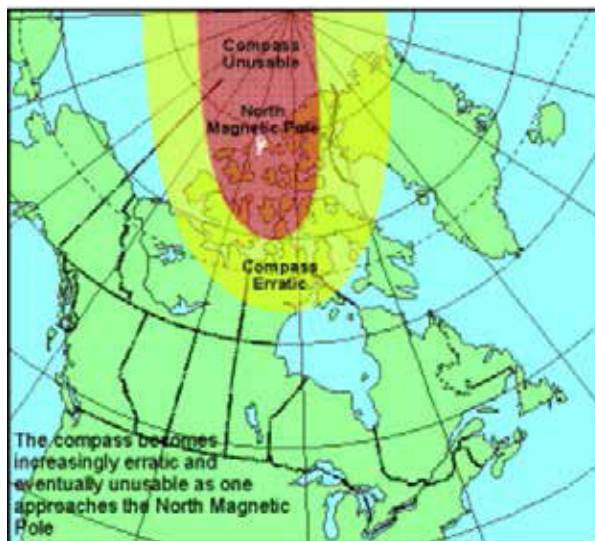 Compass
Unusable
North
Magnetic Pole
Compass
Erratic
The compass becomes
increasingly erratic and
eventually unusable as one
approaches the North Magnetic
Pole